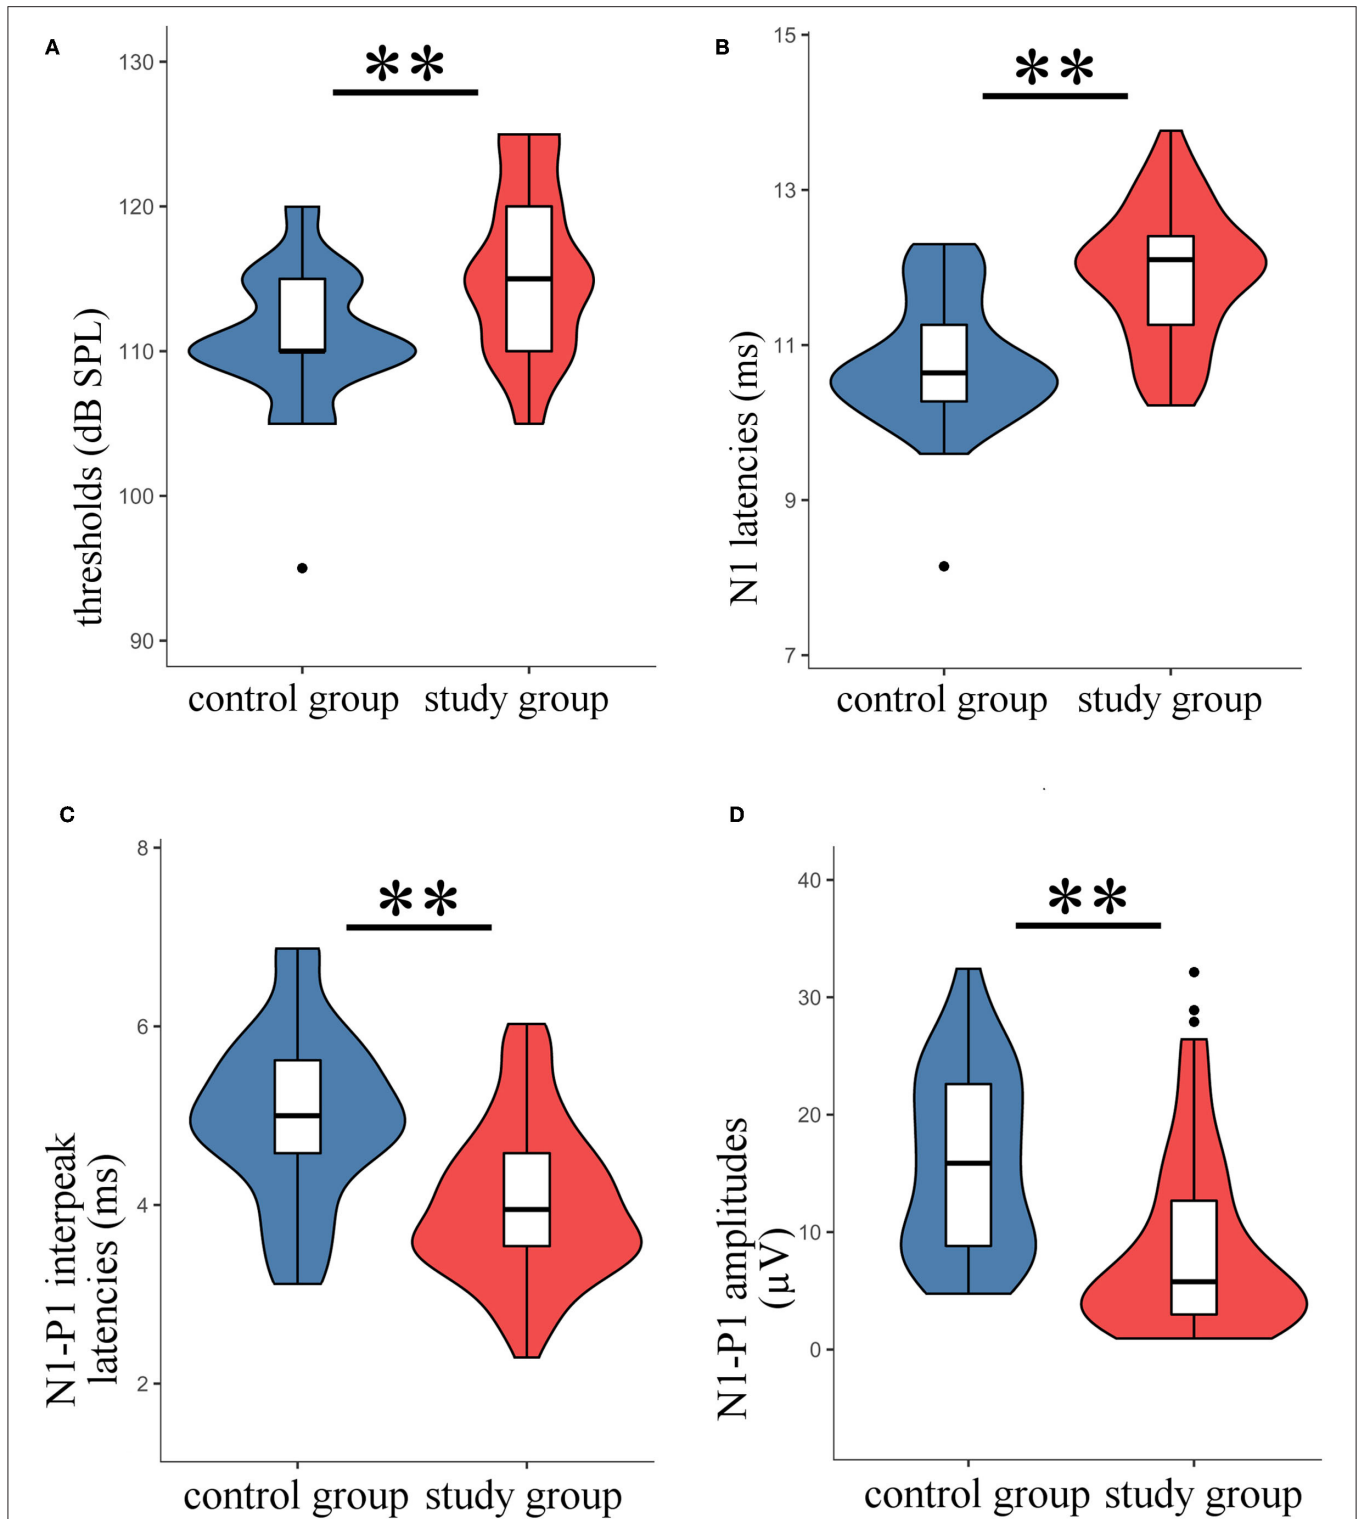 A
**
130
120
110
100
90
thresholds (dB SPL)
control group
study group
B
**
15
13
11
9
7
N1 latencies (ms)
control group
study group
C
**
8
6
4
2
N1-P1 interpeak
latencies (ms)
control group
study group
D
**
40
30
20
10
0
N1-P1 amplitudes
(μV)
control group
study group